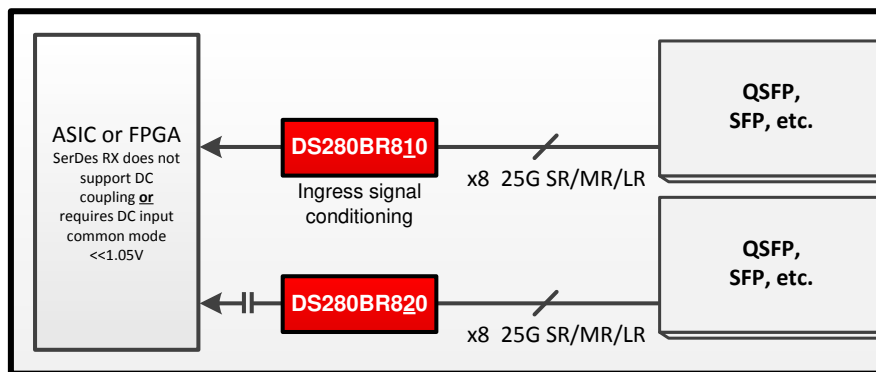 ASIC or FPGA
SerDes RX does not
support DC
coupling or
requires DC input
common mode
<<1.05V
DS280BR810
Ingress signal
conditioning
x8 25G SR/MR/LR
QSFP,
SFP, etc.
DS280BR820
x8 25G SR/MR/LR
QSFP,
SFP, etc.